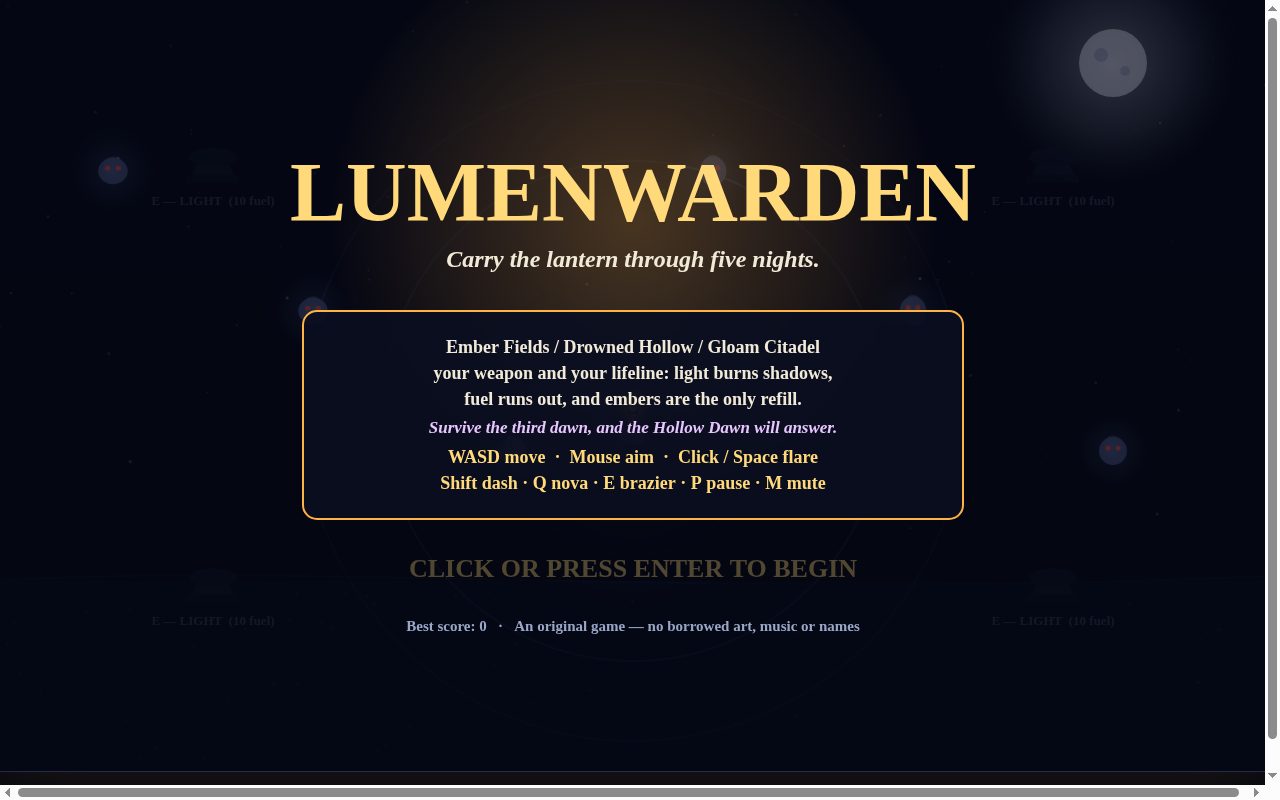 LUMENWARDEN
Carry the lantern through five nights.
E — LIGHT (10 fuel)
E — LIGHT (10 fuel)
Ember Fields / Drowned Hollow / Gloam Citadel
your weapon and your lifeline: light burns shadows,
fuel runs out, and embers are the only refill.
Survive the third dawn, and the Hollow Dawn will answer.
WASD move · Mouse aim · Click / Space flare
Shift dash · Q nova · E brazier · P pause · M mute
CLICK OR PRESS ENTER TO BEGIN
E — LIGHT (10 fuel)
E — LIGHT (10 fuel)
Best score: 0 · An original game — no borrowed art, music or names